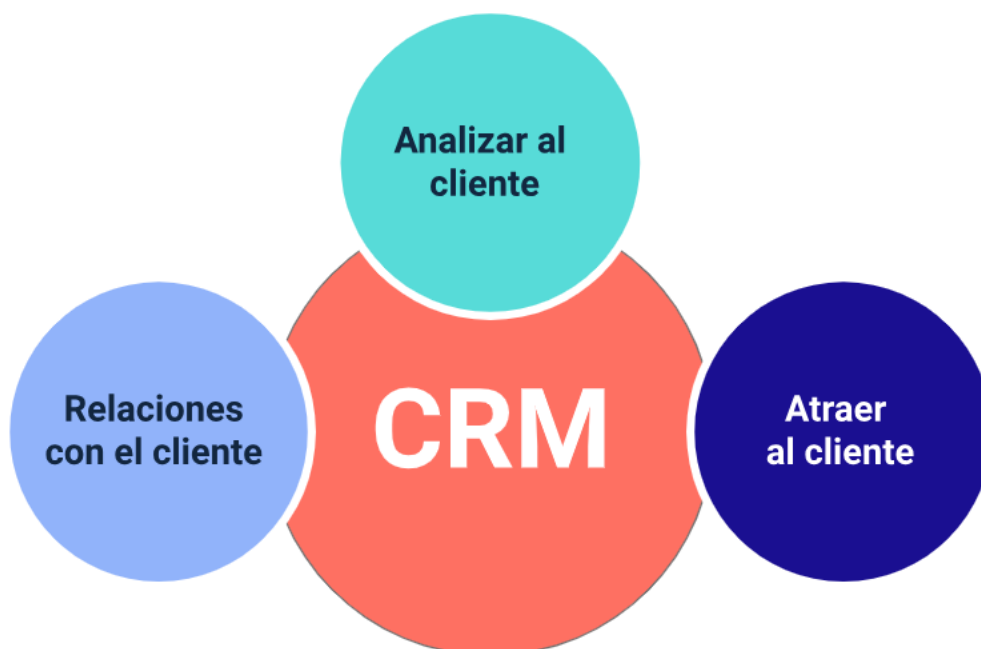 Analizar al
cliente
Relaciones
con el cliente
CRM
Atraer
al cliente